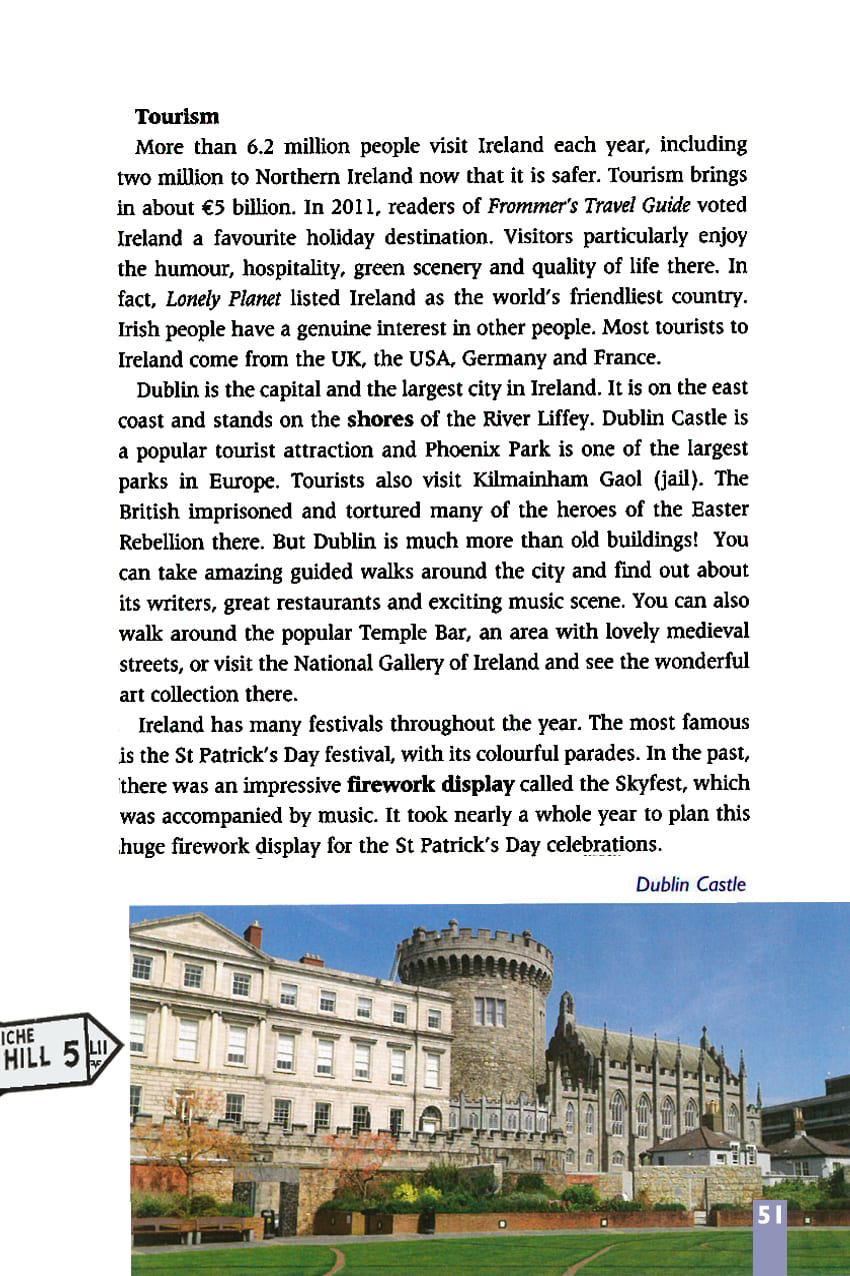 Tourism
More than 6.2 million people visit Ireland each year, including
two million to Northern Ireland now that it is safer. Tourism brings
in about €5 billion. In 2011, readers of Frommer's Travel Guide voted
Ireland a favourite holiday destination. Visitors particularly enjoy
the humour, hospitality, green scenery and quality of life there. In
fact, Lonely Planet listed Ireland as the world's friendliest country.
Irish people have a genuine interest in other people. Most tourists to
Ireland come from the UK, the USA, Germany and France.
Dublin is the capital and the largest city in Ireland. It is on the east
coast and stands on the shores of the River Liffey. Dublin Castle is
a popular tourist attraction and Phoenix Park is one of the largest
parks in Europe. Tourists also visit Kilmainham Gaol (jail). The
British imprisoned and tortured many of the heroes of the Easter
Rebellion there. But Dublin is much more than old buildings! You
can take amazing guided walks around the city and find out about
its writers, great restaurants and exciting music scene. You can also
walk around the popular Temple Bar, an area with lovely medieval
streets, or visit the National Gallery of Ireland and see the wonderful
art collection there.
Ireland has many festivals throughout the year. The most famous
is the St Patrick's Day festival, with its colourful parades. In the past,
there was an impressive firework display called the Skyfest, which
was accompanied by music. It took nearly a whole year to plan this
huge firework display for the St Patrick's Day celebrations.
Dublin Castle
ICHE
HILL 5
51